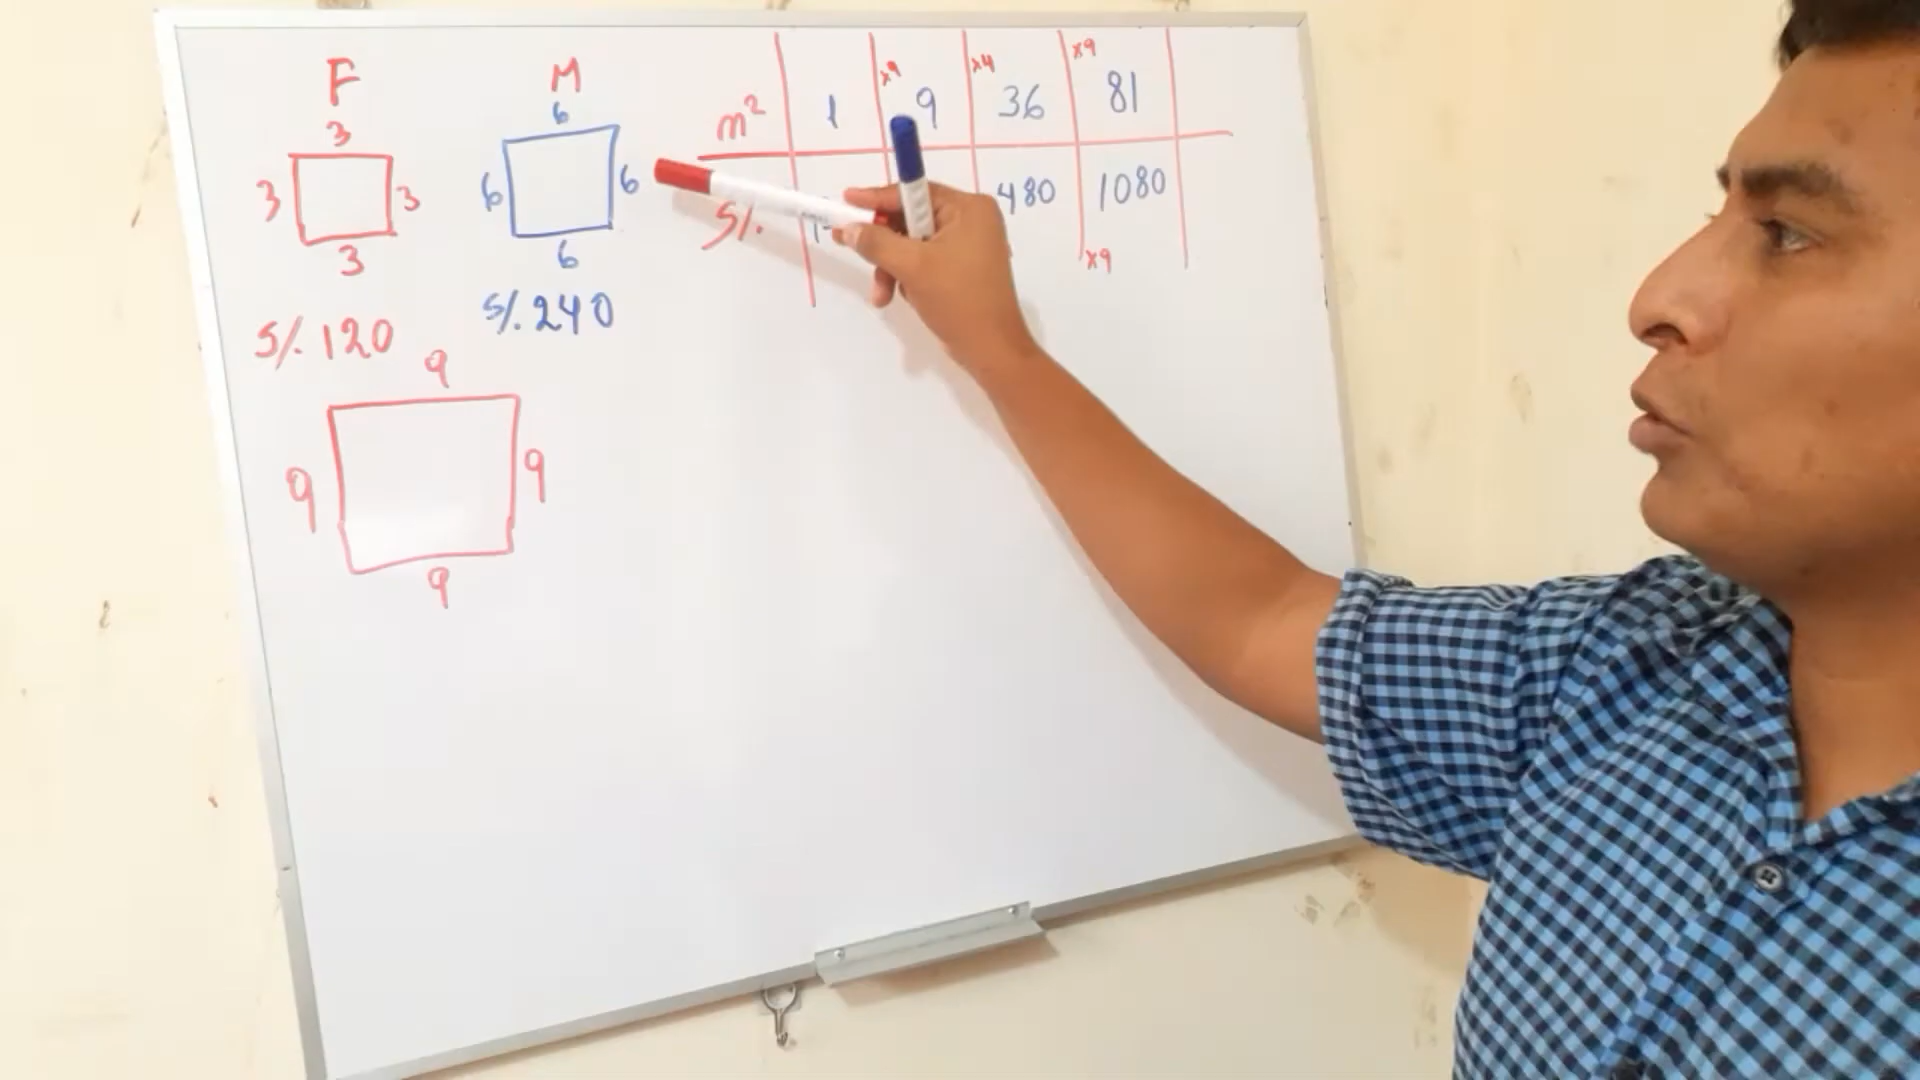 F
3
3 3
3
S/. 120
M
6
6 6
6
S/. 240
9
9 9
9
m² 1 x9 9 x4 36 x9 81
S/. 480 1080
x9